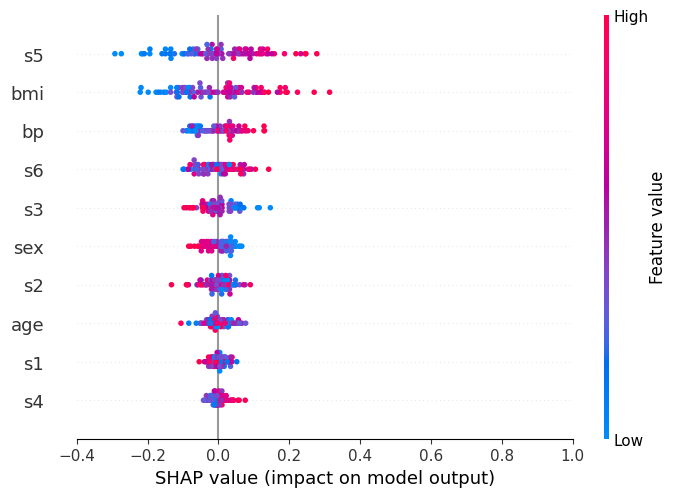 High
s5
bmi
bp
s6
s3
sex
s2
age
s1
s4
Feature value
Low
−0.4 −0.2 0.0 0.2 0.4 0.6 0.8 1.0
SHAP value (impact on model output)